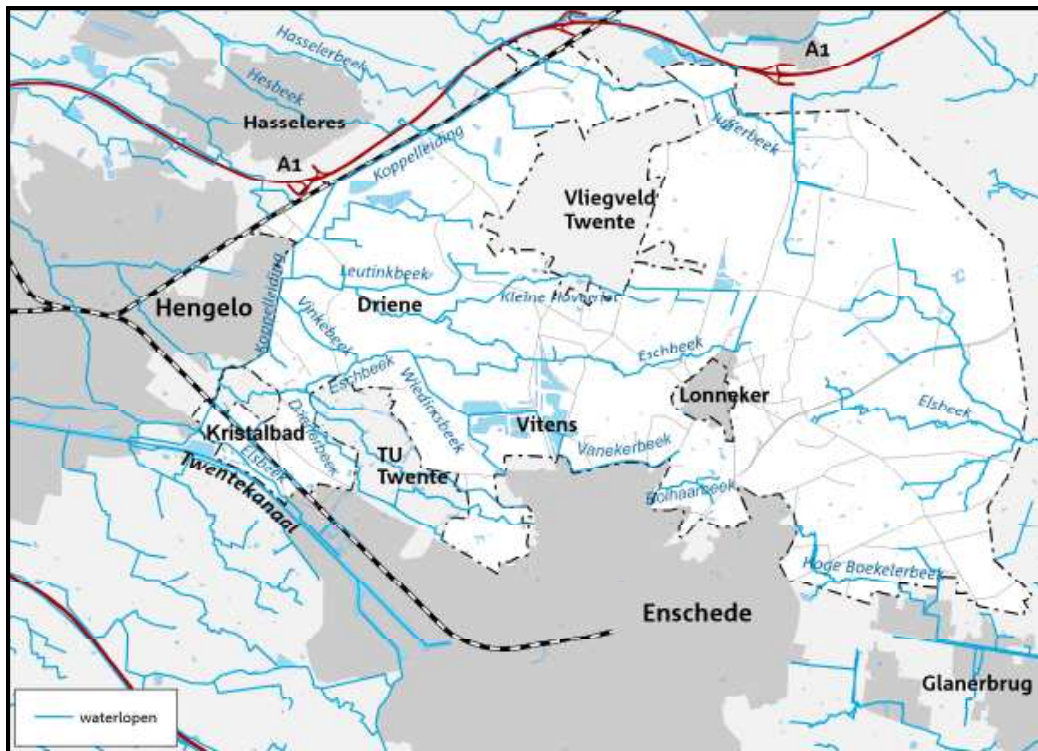 Hasselerbeek
A1
Hesbeek
Hasseleres
Jufferbeek
A1
Koppelleiding
Vliegveld
Twente
Koppelleiding
Leutinkbeek
Hengelo
Driene
Kleine
Vinkebeek
Eschbeek
Eschbeek
Wiedinksbeek
Lonneker
Elsbeek
Drienerbeek
Kristalbad
Vitens
TU
Twente
Vanekerbeek
Elsbeek
Twentekanaal
Bolhaarbeek
Hoge Boekelerbeek
Enschede
Glanerbrug
waterlopen